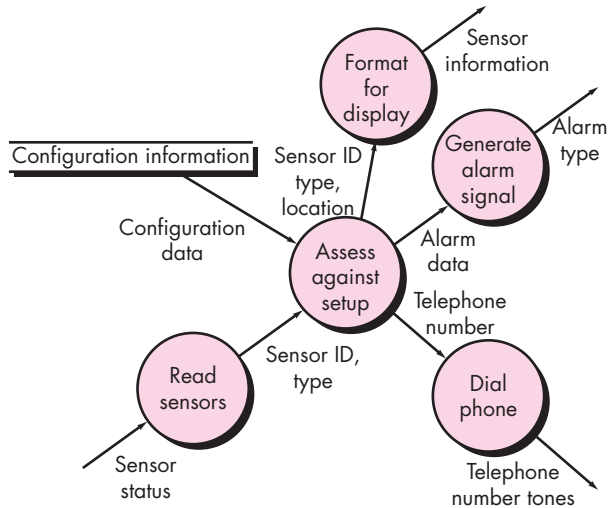 Format
for
display
Sensor
information
Generate
alarm
signal
Alarm
type
Configuration information
Sensor ID
type,
location
Configuration
data
Assess
against
setup
Alarm
data
Telephone
number
Read
sensors
Sensor ID,
type
Dial
phone
Sensor
status
Telephone
number tones